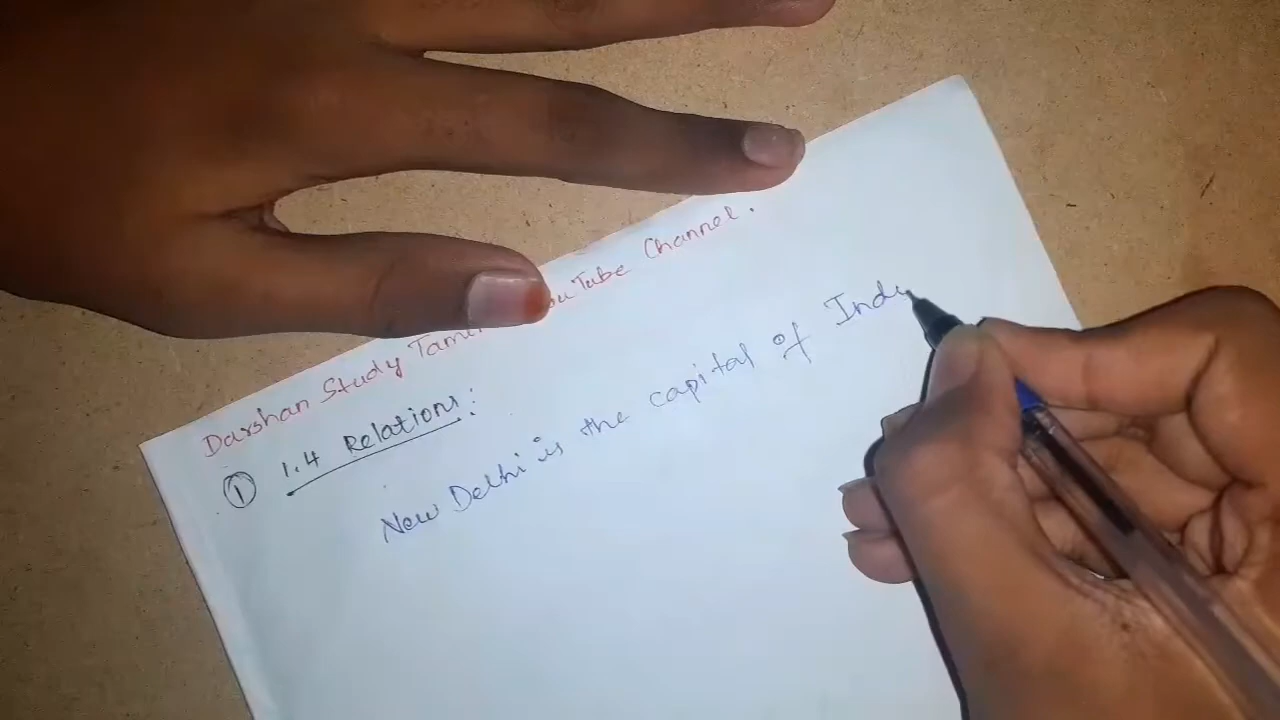 Darshan Study Tamil YouTube Channel.
① 1.4 Relations:
New Delhi is the capital of Indi